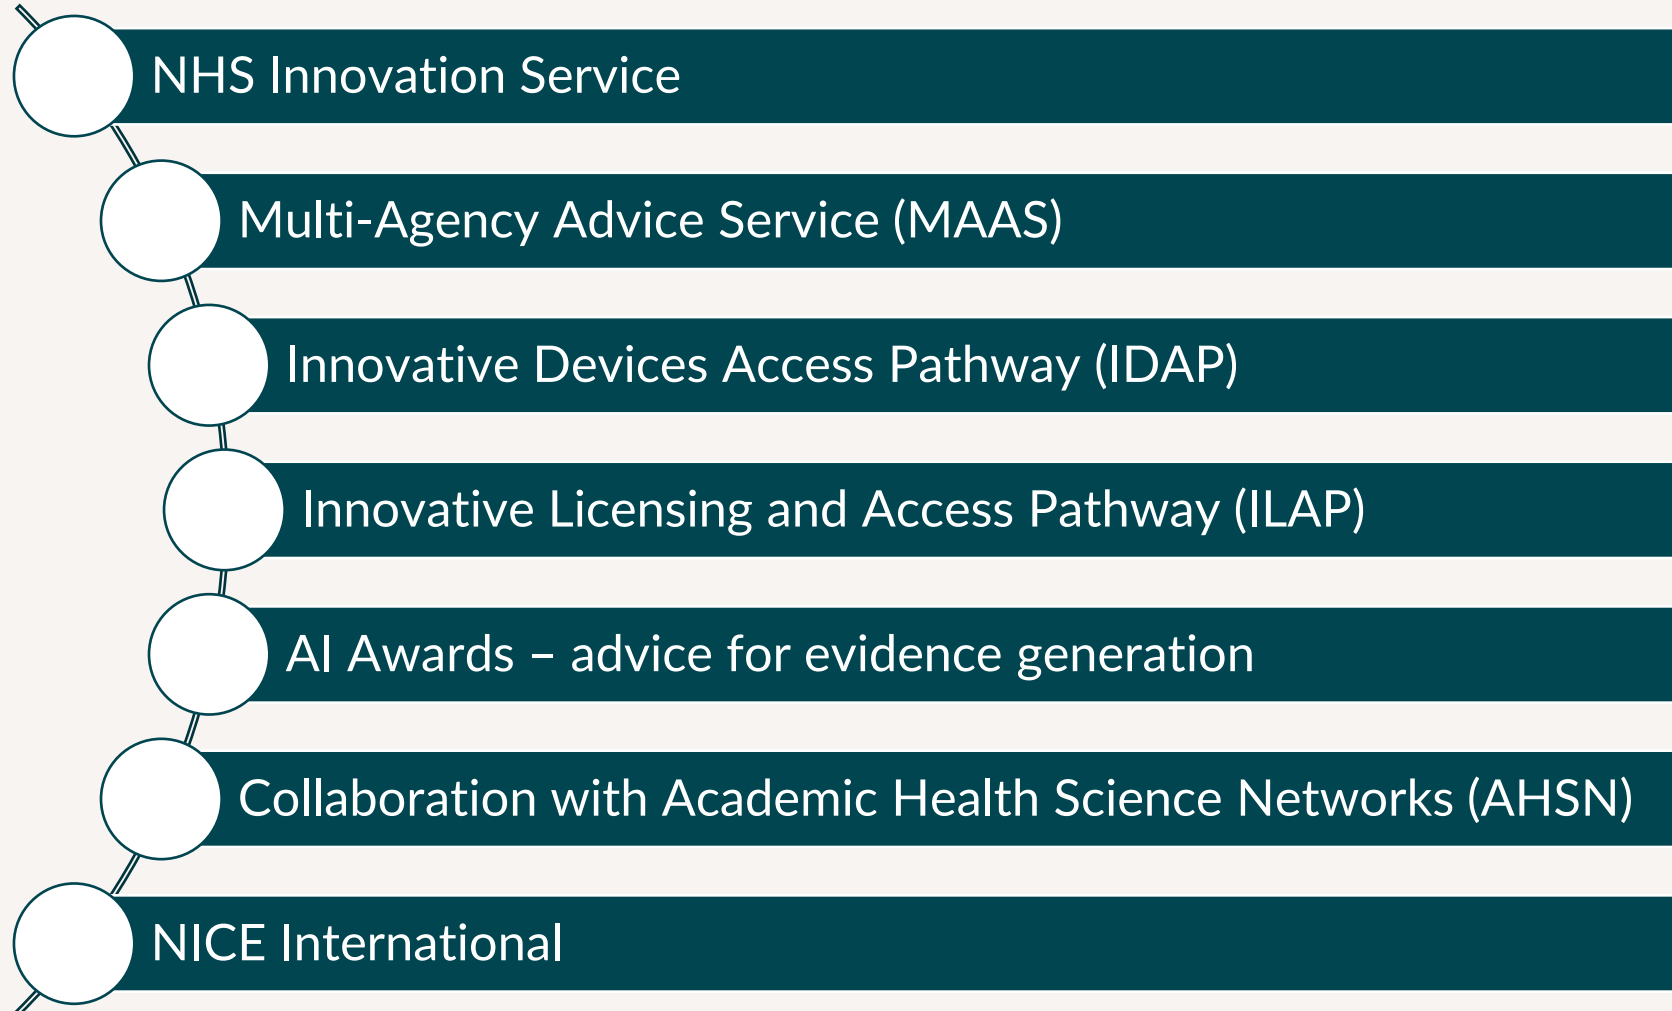 NHS Innovation Service
Multi-Agency Advice Service (MAAS)
Innovative Devices Access Pathway (IDAP)
Innovative Licensing and Access Pathway (ILAP)
AI Awards – advice for evidence generation
Collaboration with Academic Health Science Networks (AHSN)
NICE International